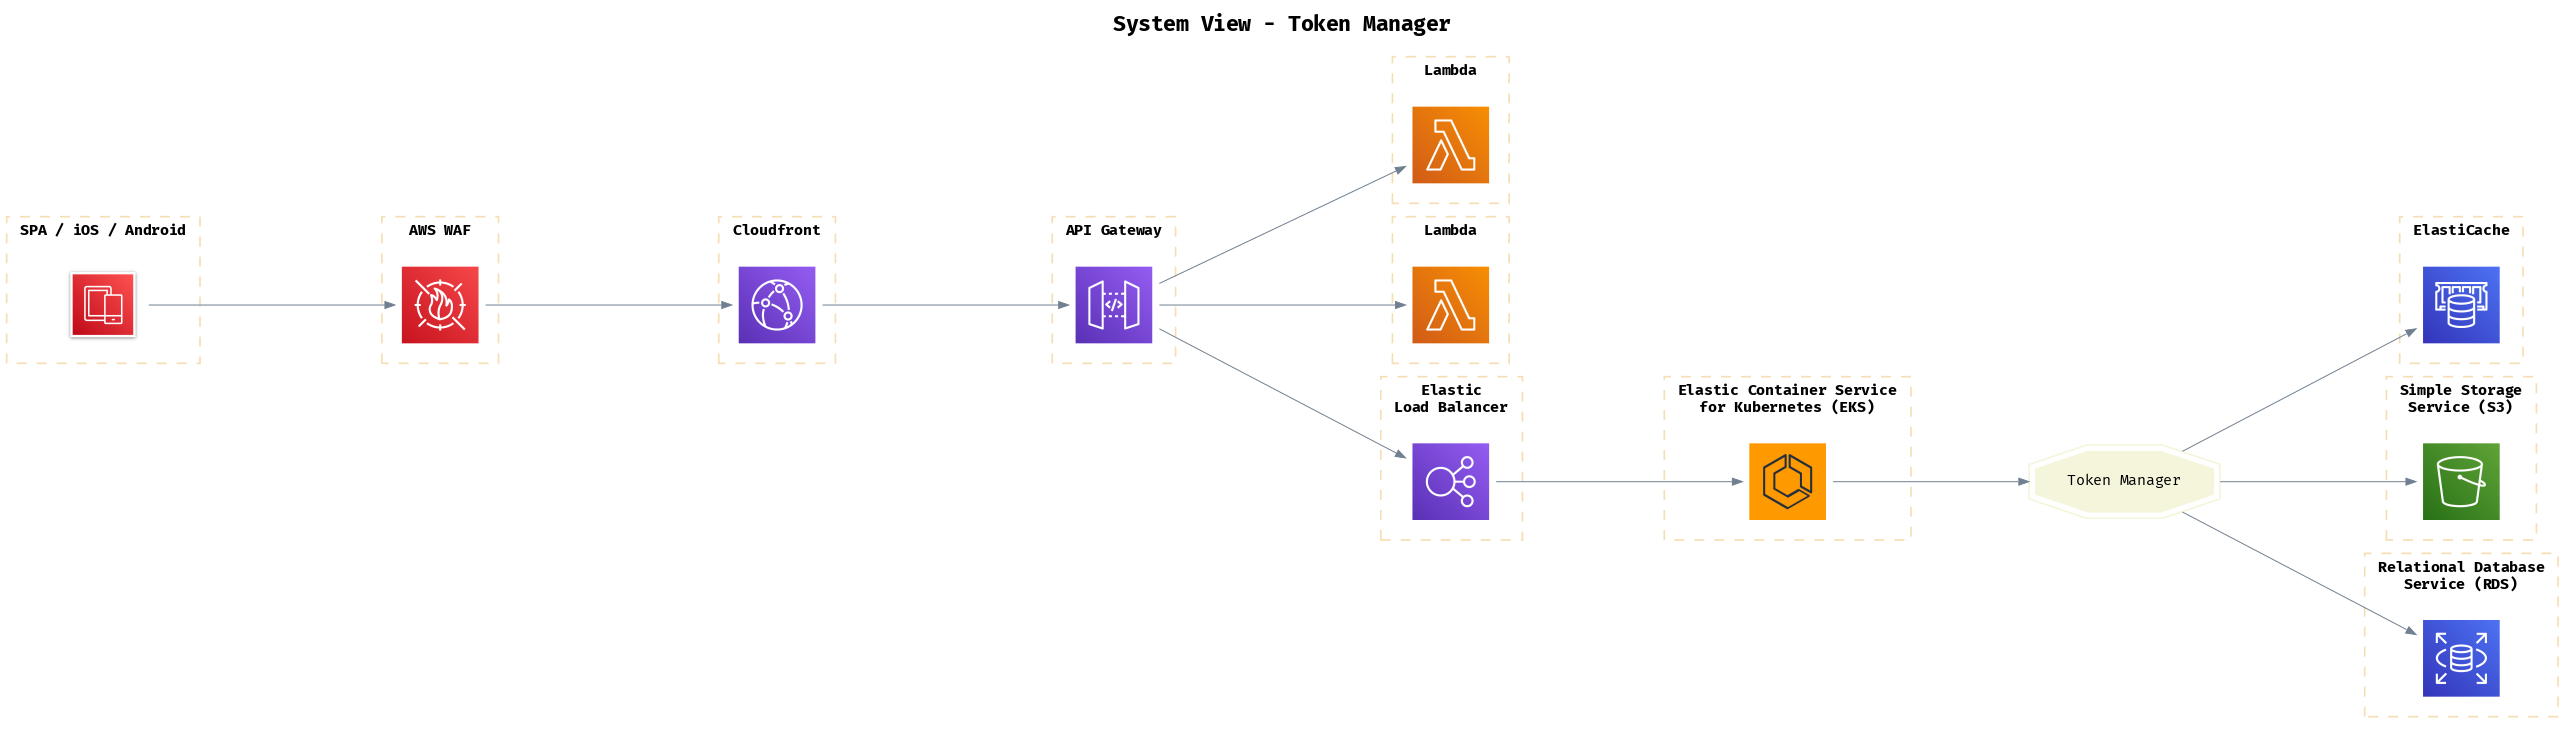 System View - Token Manager
Lambda
SPA / iOS / Android
AWS WAF
Cloudfront
API Gateway
Lambda
ElastiCache
Elastic
Load Balancer
Elastic Container Service
for Kubernetes (EKS)
Token Manager
Simple Storage
Service (S3)
Relational Database
Service (RDS)